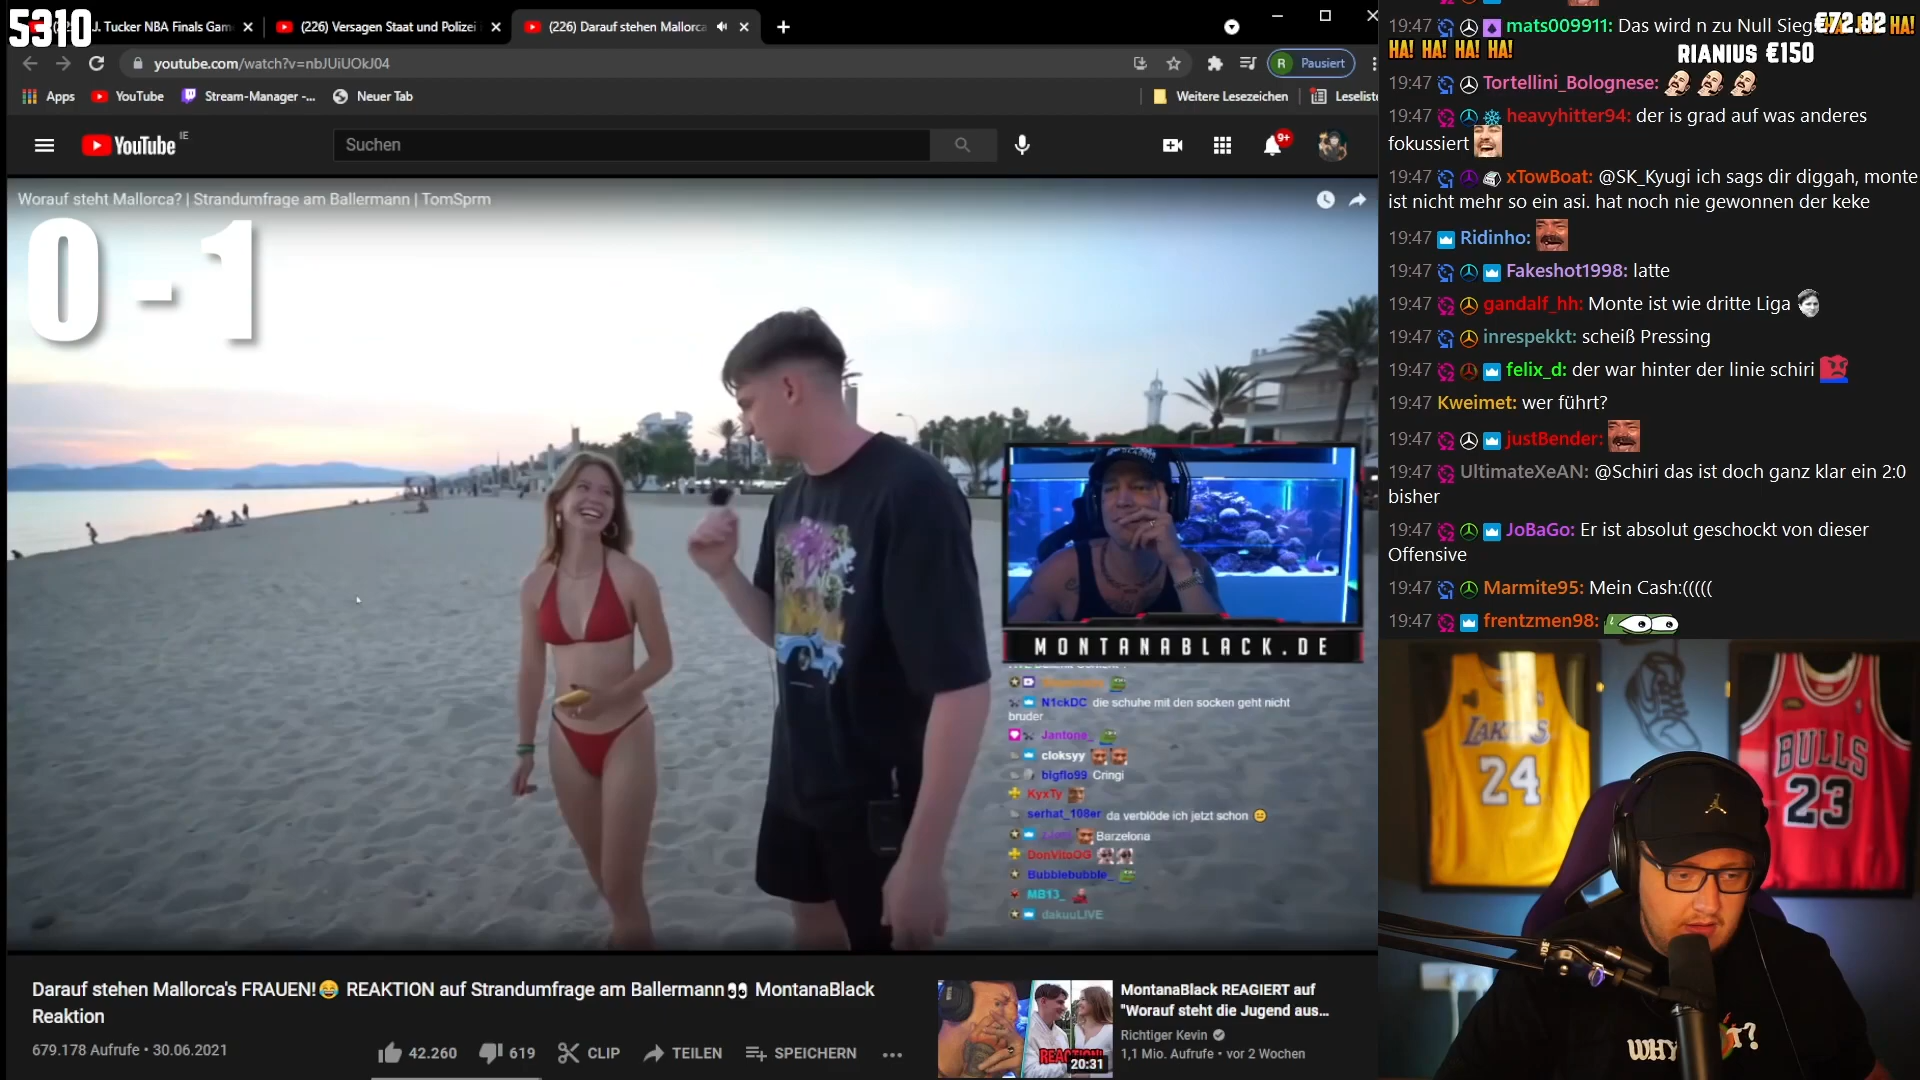 5310
J. Tucker NBA Finals Gam
(226) Versagen Staat und Polizei
(226) Darauf stehen Mallorca
youtube.com/watch?v=nbJUiUOkJ04
R Pausiert
Apps
YouTube
Stream-Manager -...
Neuer Tab
Weitere Lesezeichen
Leseliste
YouTube IE
Suchen
9+
Worauf steht Mallorca? | Strandumfrage am Ballermann | TomSprm
0 - 1
MONTANABLACK.DE
N1ckDC die schuhe mit den socken geht nicht
bruder
Jantone_
cloksyy
bigflo99 Cringi
KyxTy
serhat_108er da verblöde ich jetzt schon
Barzelona
DonVitoOG
Bubblebubble_
MB13_
dakuuLIVE
Darauf stehen Mallorca's FRAUEN!😂 REAKTION auf Strandumfrage am Ballermann👀 MontanaBlack
Reaktion
679.178 Aufrufe • 30.06.2021
42.260
619
CLIP
TEILEN
SPEICHERN
REACTION!
20:31
MontanaBlack REAGIERT auf
"Worauf steht die Jugend aus...
Richtiger Kevin
1,1 Mio. Aufrufe • vor 2 Wochen
19:47 mats009911: Das wird n zu Null Sieg
€72.82
HA!
HA! HA! HA! HA!
RIANIUS €150
19:47 Tortellini_Bolognese:
19:47 heavyhitter94: der is grad auf was anderes
fokussiert
19:47 xTowBoat: @SK_Kyugi ich sags dir diggah, monte
ist nicht mehr so ein asi. hat noch nie gewonnen der keke
19:47 Ridinho:
19:47 Fakeshot1998: latte
19:47 gandalf_hh: Monte ist wie dritte Liga
19:47 inrespekkt: scheiß Pressing
19:47 felix_d: der war hinter der linie schiri
19:47 Kweimet: wer führt?
19:47 justBender:
19:47 UltimateXeAN: @Schiri das ist doch ganz klar ein 2:0
bisher
19:47 JoBaGo: Er ist absolut geschockt von dieser
Offensive
19:47 Marmite95: Mein Cash:(((((
19:47 frentzmen98:
LAKERS
24
BULLS
23
WHY
?